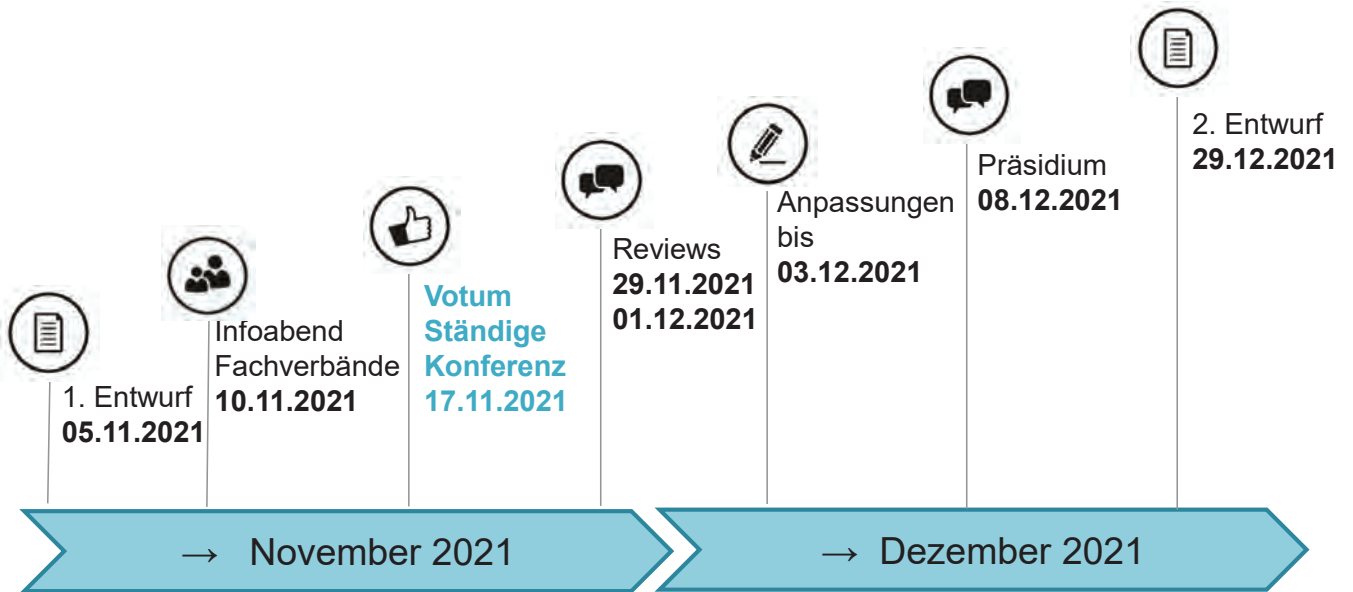 1. Entwurf
05.11.2021
Infoabend
Fachverbände
10.11.2021
Votum
Ständige
Konferenz
17.11.2021
Reviews
29.11.2021
01.12.2021
Anpassungen
bis
03.12.2021
Präsidium
08.12.2021
2. Entwurf
29.12.2021
→ November 2021
→ Dezember 2021